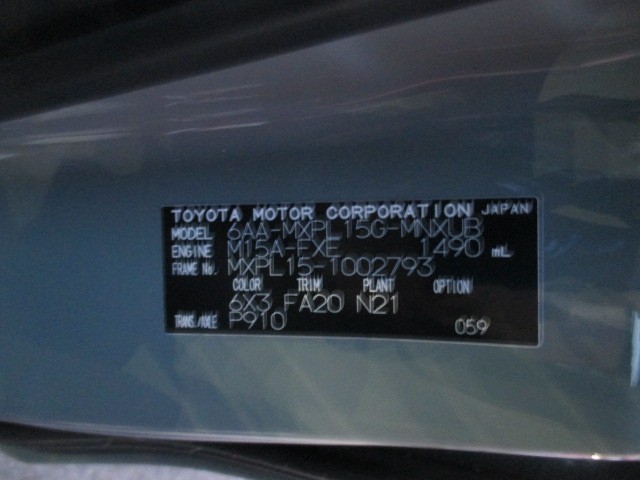 TOYOTA MOTOR CORPORATION JAPAN
MODEL 6AA-MXPL15G-MNXUB
ENGINE M15A-FXE 1490 mL
FRAME No. MXPL15-1002793
COLOR TRIM PLANT OPTION
6X3 FA20 N21
TRANS./AXLE P910 059